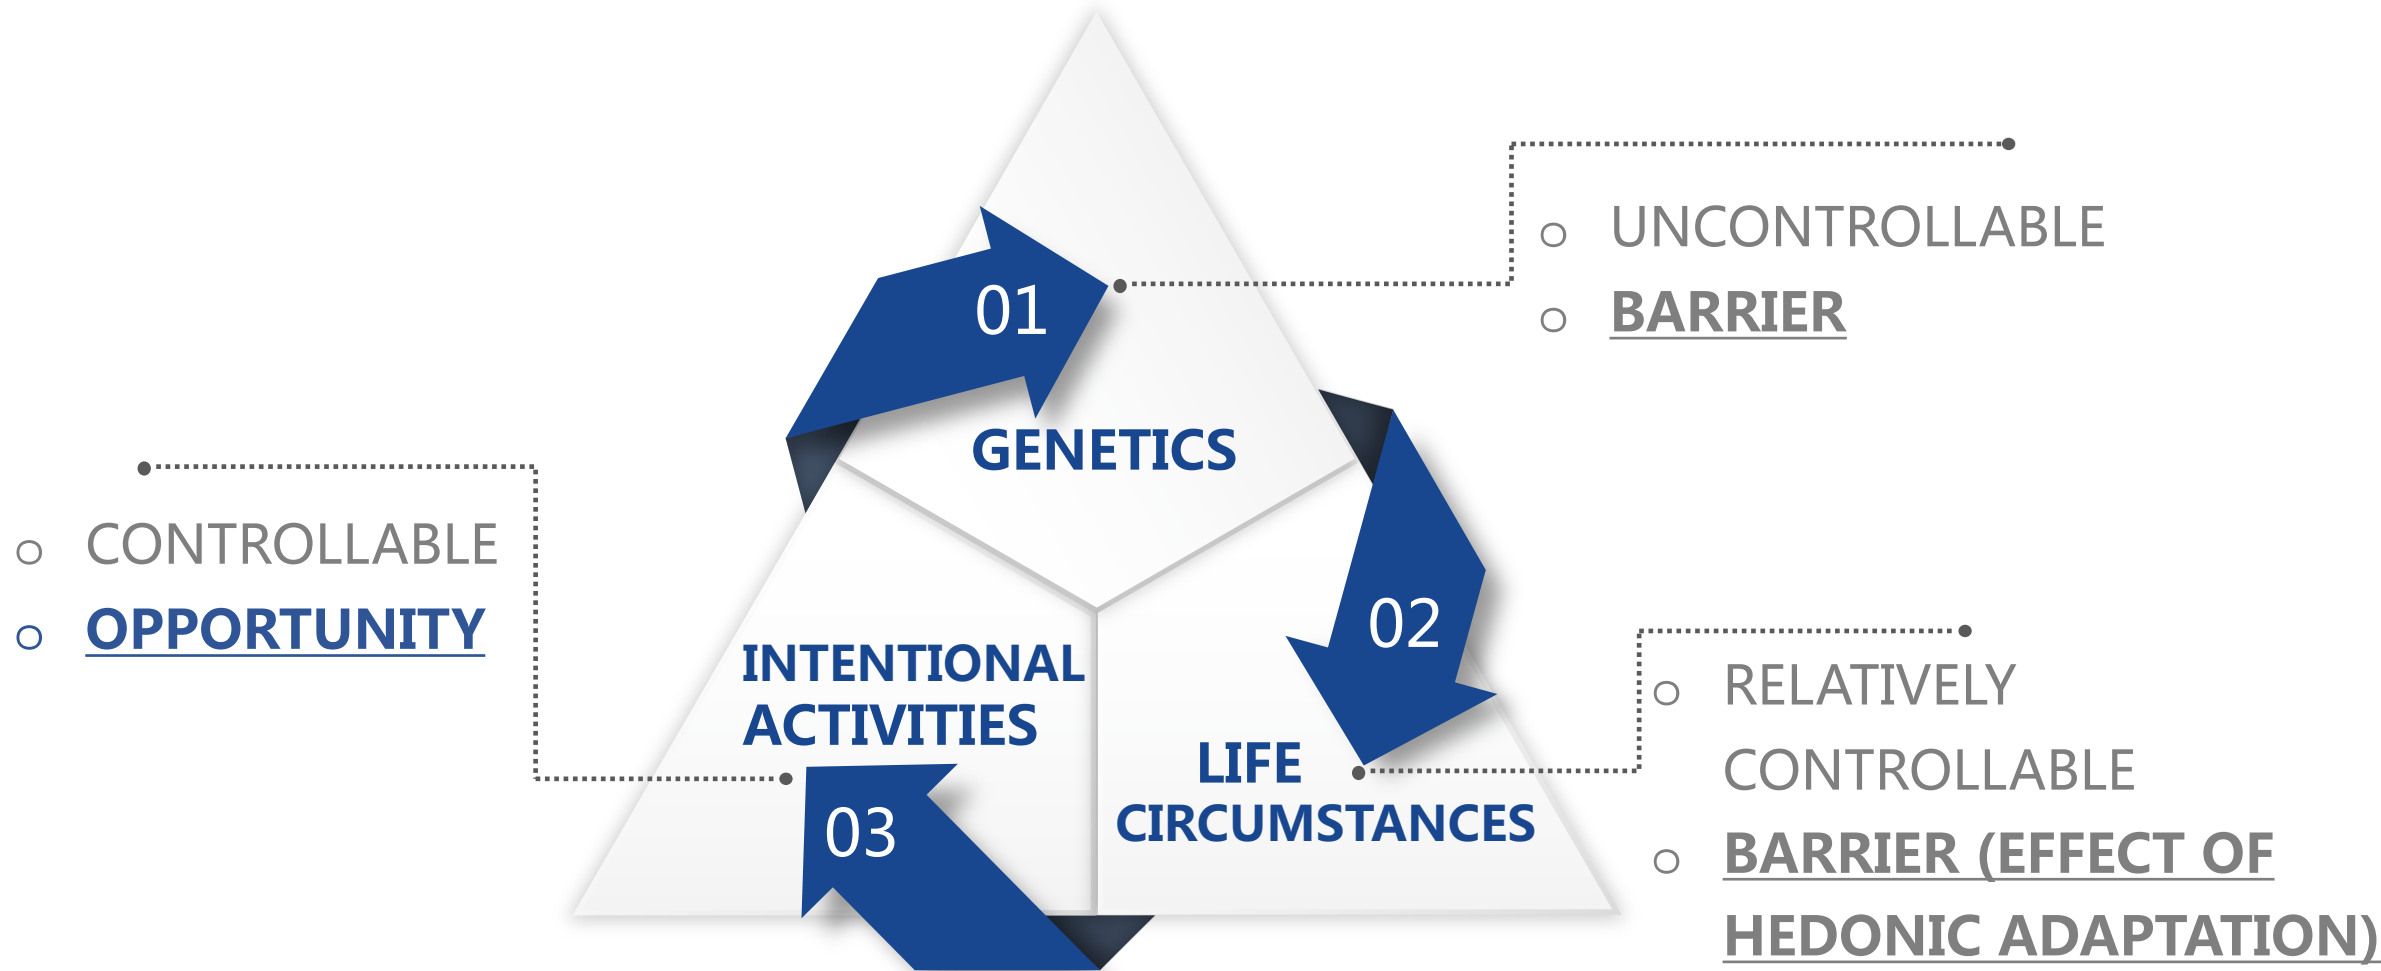 01
GENETICS
UNCONTROLLABLE
BARRIER
02
LIFE
CIRCUMSTANCES
RELATIVELY
CONTROLLABLE
BARRIER (EFFECT OF
HEDONIC ADAPTATION)
03
INTENTIONAL
ACTIVITIES
CONTROLLABLE
OPPORTUNITY